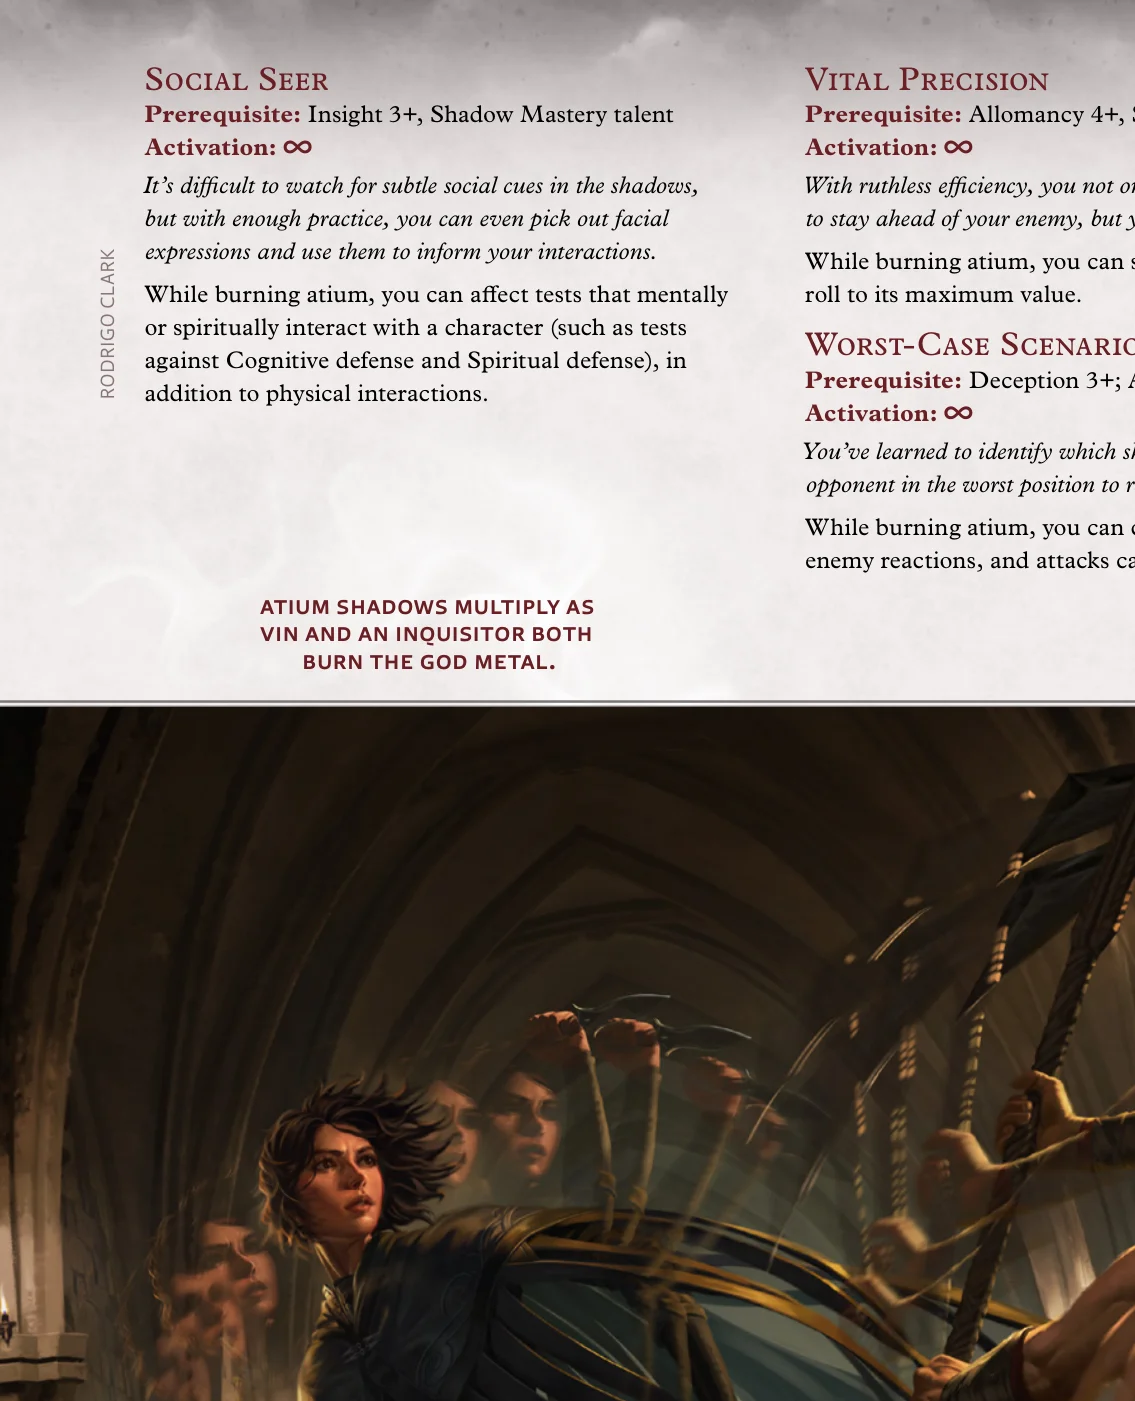 SOCIAL SEER
Prerequisite: Insight 3+, Shadow Mastery talent
Activation: ∞
It’s difficult to watch for subtle social cues in the shadows,
but with enough practice, you can even pick out facial
expressions and use them to inform your interactions.
While burning atium, you can affect tests that mentally
or spiritually interact with a character (such as tests
against Cognitive defense and Spiritual defense), in
addition to physical interactions.
RODRIGO CLARK
ATIUM SHADOWS MULTIPLY AS
VIN AND AN INQUISITOR BOTH
BURN THE GOD METAL.
VITAL PRECISION
Prerequisite: Allomancy 4+,
Activation: ∞
With ruthless efficiency, you not
to stay ahead of your enemy, but
While burning atium, you can
roll to its maximum value.
WORST-CASE SCENARIO
Prerequisite: Deception 3+;
Activation: ∞
You’ve learned to identify which
opponent in the worst position to
While burning atium, you can
enemy reactions, and attacks